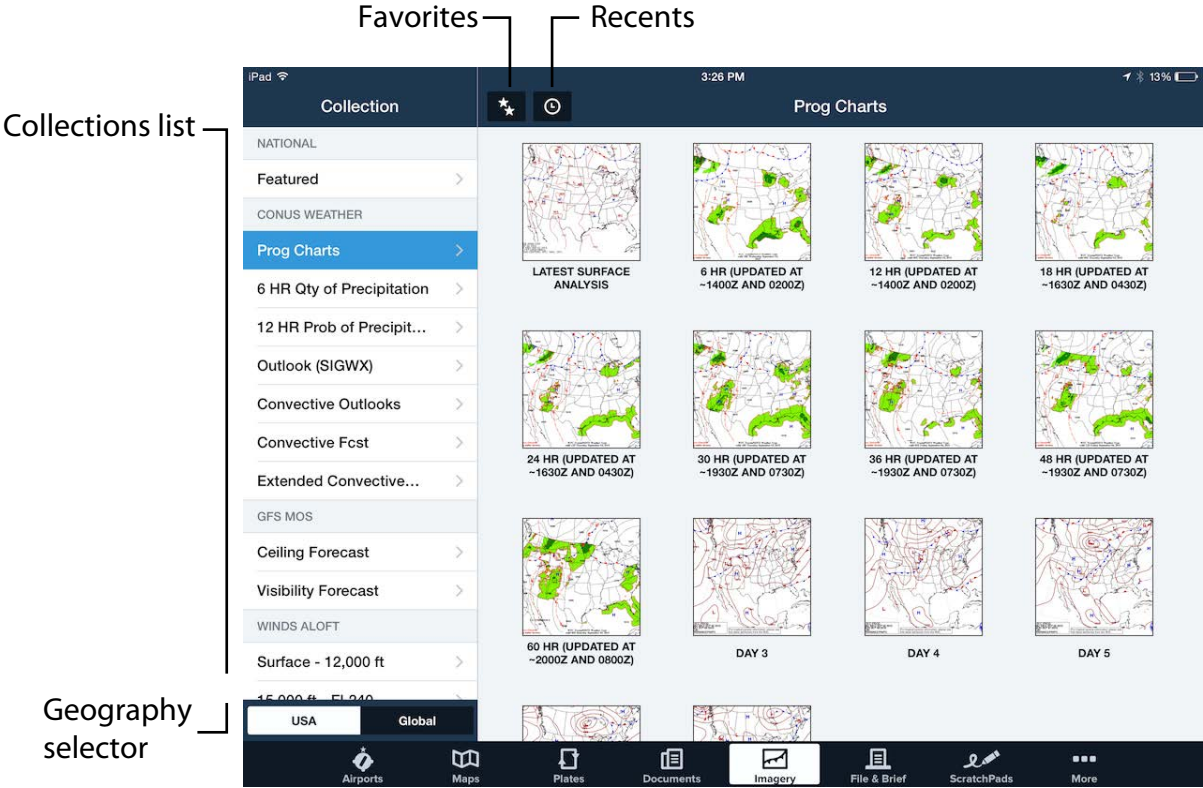 Favorites
Recents
iPad
3:26 PM
13%
Collection
Prog Charts
Collections list
NATIONAL
Featured
CONUS WEATHER
Prog Charts
6 HR Qty of Precipitation
12 HR Prob of Precipit...
Outlook (SIGWX)
Convective Outlooks
Convective Fcst
Extended Convective...
GFS MOS
Ceiling Forecast
Visibility Forecast
WINDS ALOFT
Surface - 12,000 ft
15,000 ft - FL240
Geography
selector
USA
Global
LATEST SURFACE
ANALYSIS
6 HR (UPDATED AT
~1400Z AND 0200Z)
12 HR (UPDATED AT
~1400Z AND 0200Z)
18 HR (UPDATED AT
~1630Z AND 0430Z)
24 HR (UPDATED AT
~1630Z AND 0430Z)
30 HR (UPDATED AT
~1930Z AND 0730Z)
36 HR (UPDATED AT
~1930Z AND 0730Z)
48 HR (UPDATED AT
~1930Z AND 0730Z)
60 HR (UPDATED AT
~2000Z AND 0800Z)
DAY 3
DAY 4
DAY 5
Airports
Maps
Plates
Documents
Imagery
File & Brief
ScratchPads
More